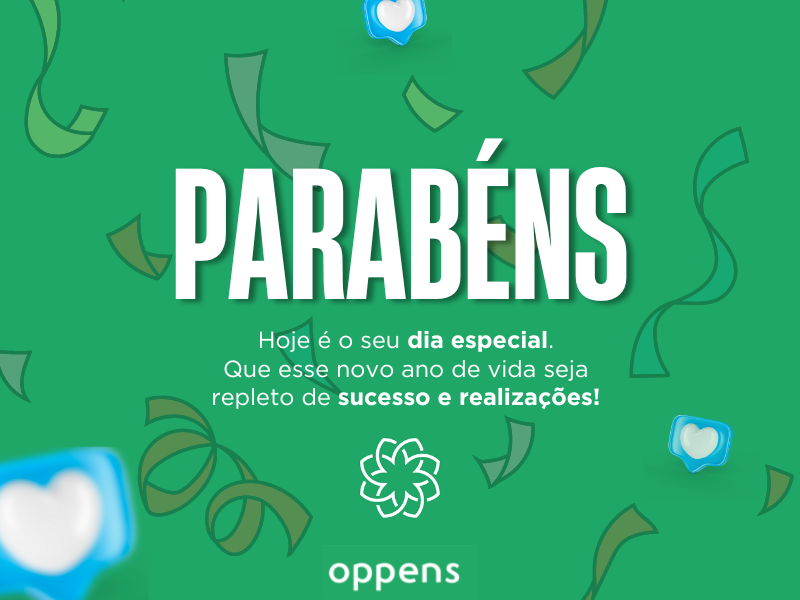 PARABÉNS
Hoje é o seu dia especial.
Que esse novo ano de vida seja
repleto de sucesso e realizações!
oppens